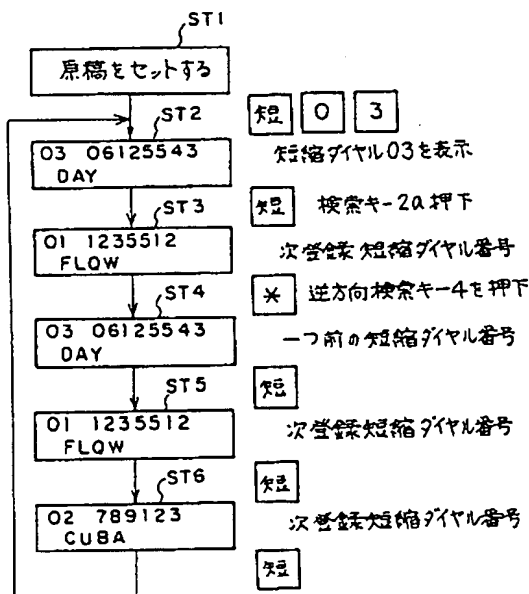 ST1
原稿をセットする
ST2
短 0 3
03 06125543
DAY
短縮ダイヤル03を表示
ST3
短 検索キー2a押下
01 1235512
FLOW
次登録短縮ダイヤル番号
ST4
* 逆方向検索キー4を押下
03 06125543
DAY
一つ前の短縮ダイヤル番号
ST5
短
01 1235512
FLOW
次登録短縮ダイヤル番号
ST6
短
02 789123
CUBA
次登録短縮ダイヤル番号
短